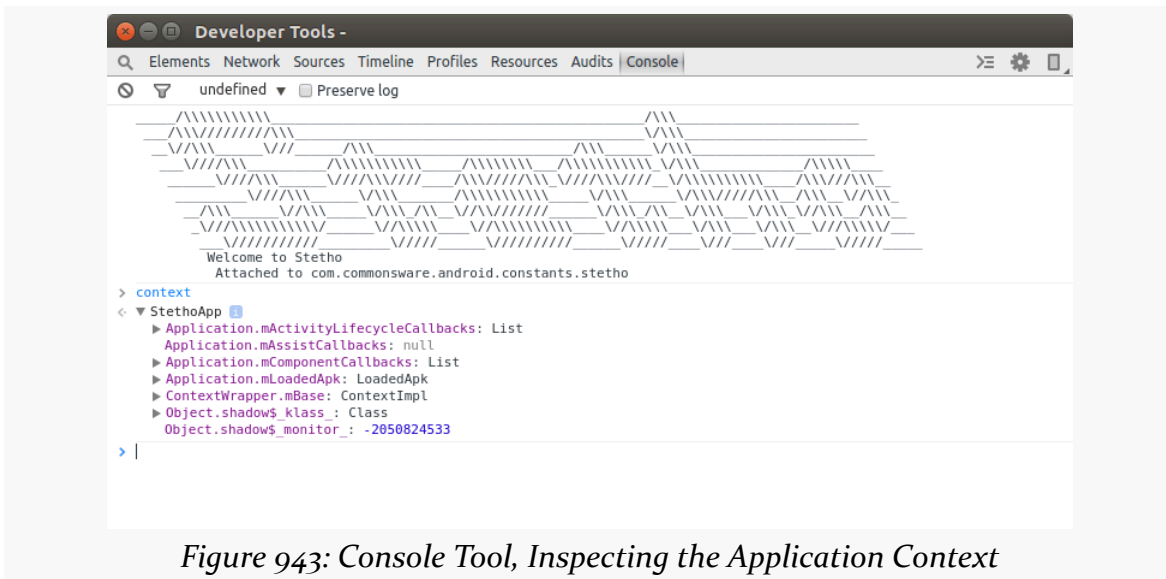 Developer Tools -
Elements Network Sources Timeline Profiles Resources Audits Console
undefined ▼ Preserve log
Welcome to Stetho
Attached to com.commonsware.android.constants.stetho
> context
▼ StethoApp i
▶ Application.mActivityLifecycleCallbacks: List
Application.mAssistCallbacks: null
▶ Application.mComponentCallbacks: List
▶ Application.mLoadedApk: LoadedApk
▶ ContextWrapper.mBase: ContextImpl
▶ Object.shadow$_klass_: Class
Object.shadow$_monitor_: -2050824533
>
Figure 943: Console Tool, Inspecting the Application Context